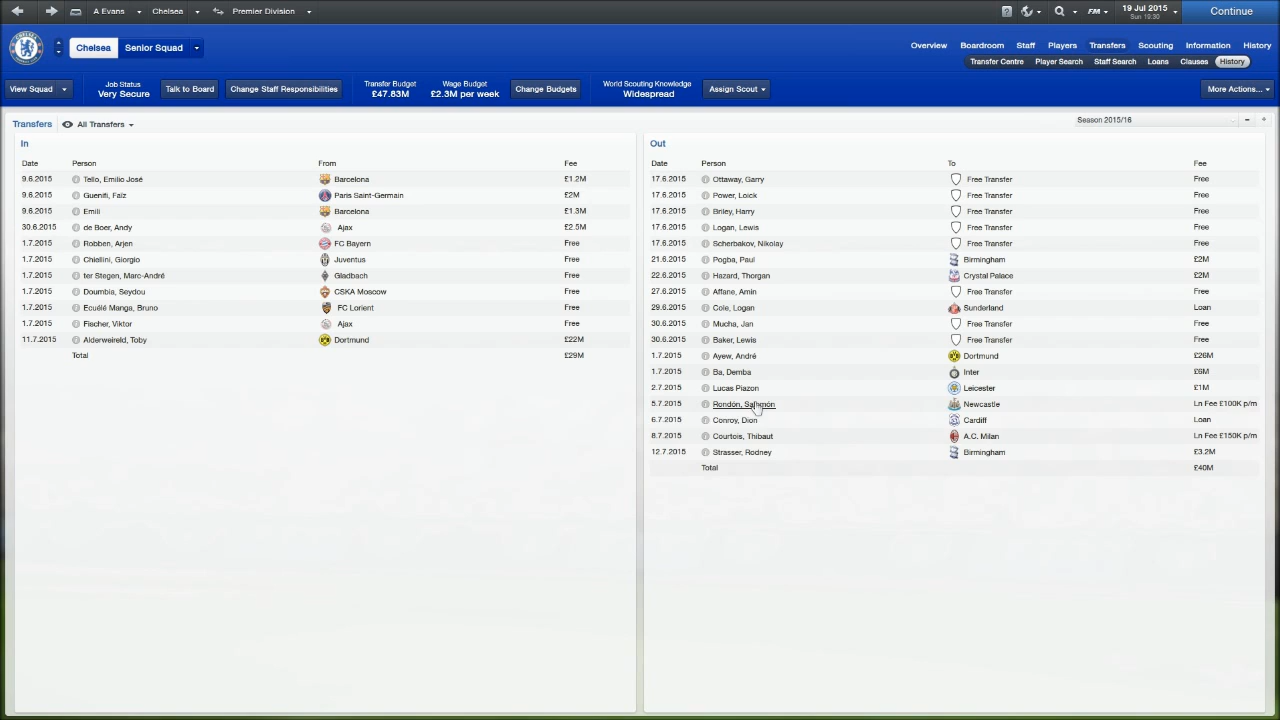 A Evans Chelsea Premier Division
? FM 19 Jul 2015 Continue
Sun 19:30
Chelsea Senior Squad
Overview Boardroom Staff Players Transfers Scouting Information History
Transfer Centre Player Search Staff Search Loans Clauses History
View Squad
Job Status
Very Secure
Talk to Board
Change Staff Responsibilities
Transfer Budget
£47.63M
Wage Budget
£2.3M per week
Change Budgets
World Scouting Knowledge
Widespread
Assign Scout
More Actions...
Transfers All Transfers
Season 2015/16 - +
In
Date Person From Fee
9.6.2015 Tello, Emilio José Barcelona £1.2M
9.6.2015 Guenifi, Faïz Paris Saint-Germain £2M
9.6.2015 Emili Barcelona £1.3M
30.6.2015 de Boer, Andy Ajax £2.5M
1.7.2015 Robben, Arjen FC Bayern Free
1.7.2015 Chiellini, Giorgio Juventus Free
1.7.2015 ter Stegen, Marc-André Gladbach Free
1.7.2015 Doumbia, Seydou CSKA Moscow Free
1.7.2015 Ecuélé Manga, Bruno FC Lorient Free
1.7.2015 Fischer, Viktor Ajax Free
11.7.2015 Alderweireld, Toby Dortmund £22M
Total £29M
Out
Date Person To Fee
17.6.2015 Ottaway, Garry Free Transfer Free
17.6.2015 Power, Loick Free Transfer Free
17.6.2015 Briley, Harry Free Transfer Free
17.6.2015 Logan, Lewis Free Transfer Free
17.6.2015 Scherbakov, Nikolay Free Transfer Free
21.6.2015 Pogba, Paul Birmingham £2M
22.6.2015 Hazard, Thorgan Crystal Palace £2M
27.6.2015 Affane, Amin Free Transfer Free
29.6.2015 Cole, Logan Sunderland Loan
30.6.2015 Mucha, Jan Free Transfer Free
30.6.2015 Baker, Lewis Free Transfer Free
1.7.2015 Ayew, André Dortmund £26M
1.7.2015 Ba, Demba Inter £6M
2.7.2015 Lucas Piazon Leicester £1M
5.7.2015 Rondón, Salomón Newcastle Ln Fee £100K p/m
6.7.2015 Conroy, Dion Cardiff Loan
8.7.2015 Courtois, Thibaut A.C. Milan Ln Fee £150K p/m
12.7.2015 Strasser, Rodney Birmingham £3.2M
Total £40M